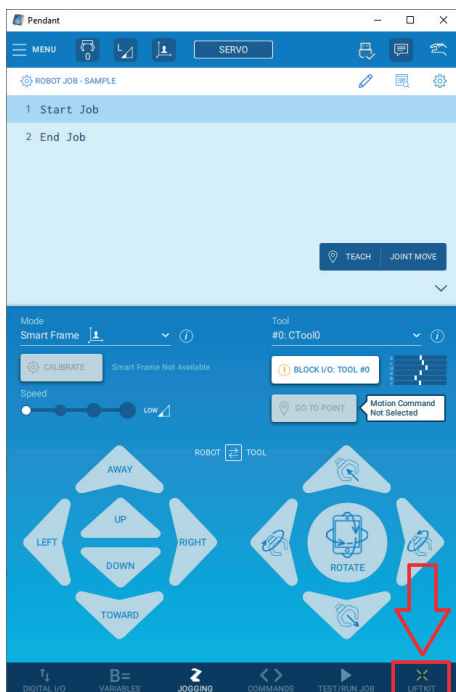 Pendant
MENU 0 L SERVO
ROBOT JOB - SAMPLE
1 Start Job
2 End Job
TEACH JOINT MOVE
Mode Tool
Smart Frame #0: CTool0
CALIBRATE Smart Frame Not Available BLOCK I/O: TOOL #0
S
L
U
R
B
T
Speed
LOW
GO TO POINT Motion Command
Not Selected
ROBOT TOOL
AWAY
UP
LEFT RIGHT
DOWN
TOWARD
ROTATE
DIGITAL I/O B= VARIABLES JOGGING COMMANDS TEST/RUN JOB LIFTKIT